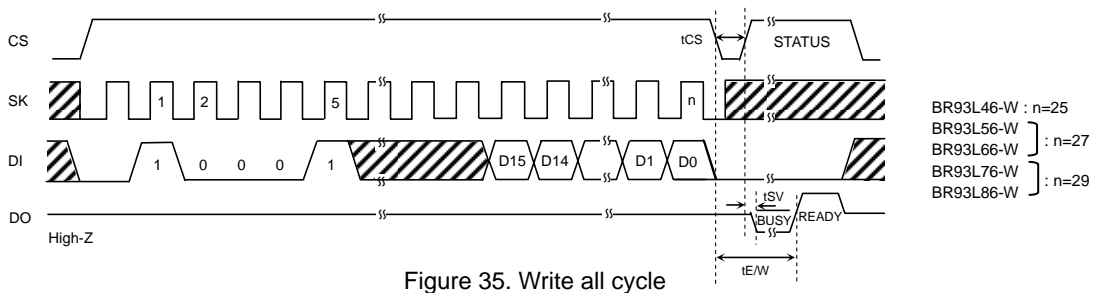 CS
tCS
STATUS
SK
1 2 5 n
DI
1 0 0 0 1 D15 D14 D1 D0
DO
High-Z
tSV
BUSY READY
tE/W
BR93L46-W : n=25
BR93L56-W
BR93L66-W
: n=27
BR93L76-W
BR93L86-W
: n=29
Figure 35. Write all cycle